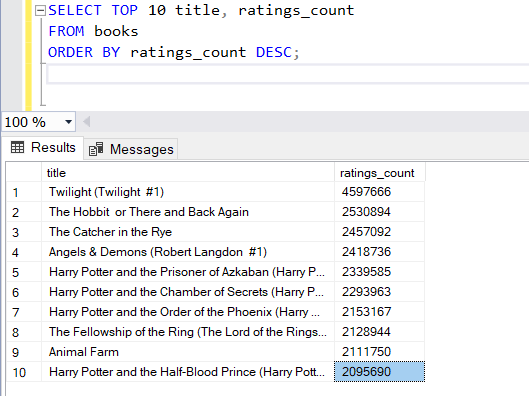 SELECT TOP 10 title, ratings_count
FROM books
ORDER BY ratings_count DESC;
100 %
Results Messages
title ratings_count
1 Twilight (Twilight #1) 4597666
2 The Hobbit or There and Back Again 2530894
3 The Catcher in the Rye 2457092
4 Angels & Demons (Robert Langdon #1) 2418736
5 Harry Potter and the Prisoner of Azkaban (Harry P... 2339585
6 Harry Potter and the Chamber of Secrets (Harry P... 2293963
7 Harry Potter and the Order of the Phoenix (Harry ... 2153167
8 The Fellowship of the Ring (The Lord of the Rings... 2128944
9 Animal Farm 2111750
10 Harry Potter and the Half-Blood Prince (Harry Pott... 2095690